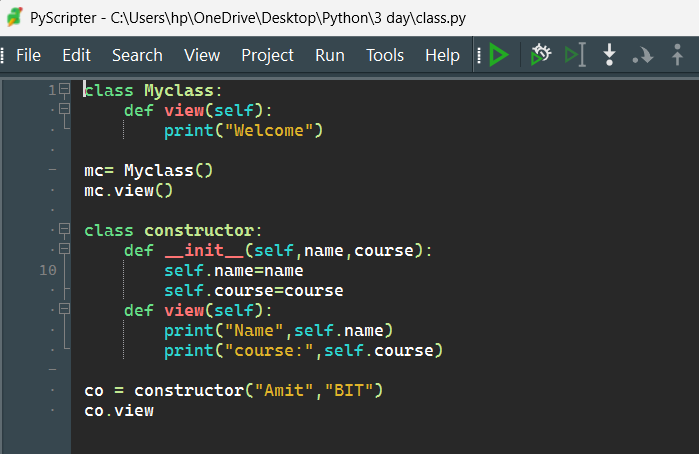 PyScripter - C:\Users\hp\OneDrive\Desktop\Python\3 day\class.py
File Edit Search View Project Run Tools Help
1 class Myclass:
    def view(self):
        print("Welcome")
mc= Myclass()
mc.view()
class constructor:
    def __init__(self,name,course):
10         self.name=name
        self.course=course
    def view(self):
        print("Name",self.name)
        print("course:",self.course)
co = constructor("Amit","BIT")
co.view